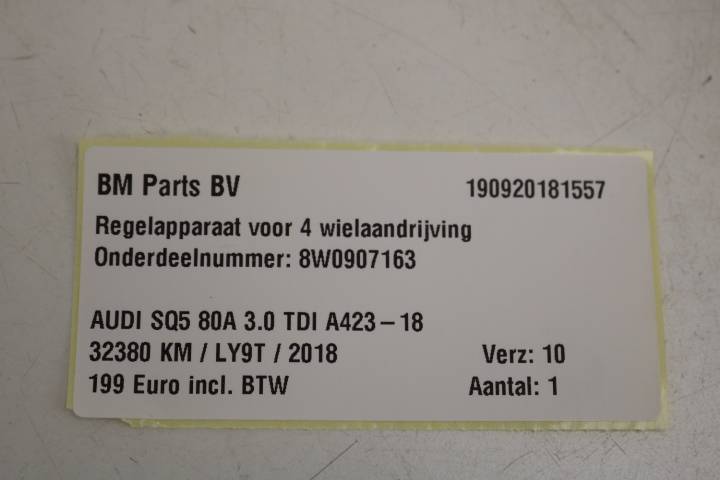 BM Parts BV 190920181557
Regelapparaat voor 4 wielaandrijving
Onderdeelnummer: 8W0907163
AUDI SQ5 80A 3.0 TDI A423-18
32380 KM / LY9T / 2018 Verz: 10
199 Euro incl. BTW Aantal: 1